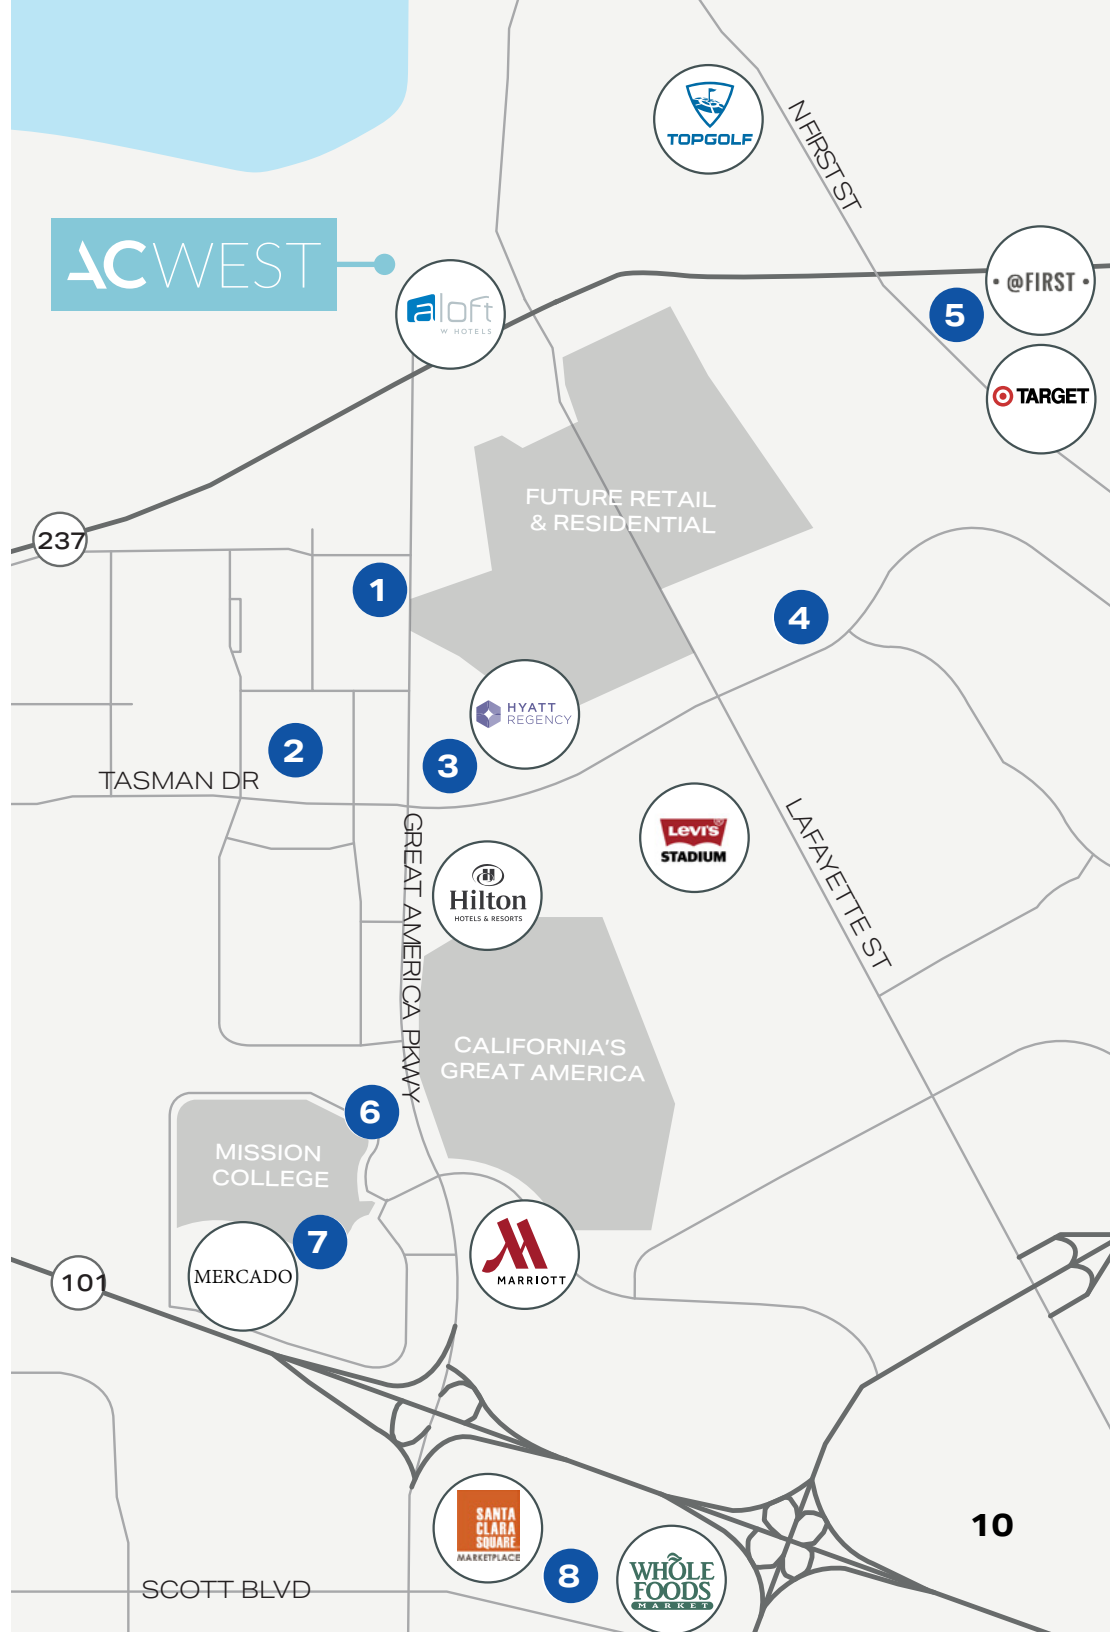 TOPGOLF
N FIRST ST
ACWEST
aloft
W HOTELS
• @FIRST •
5
TARGET
FUTURE RETAIL
& RESIDENTIAL
237
1
4
HYATT
REGENCY
2
3
TASMAN DR
LEVI'S
STADIUM
LAFAYETTE ST
GREAT AMERICA PKWY
Hilton
HOTELS & RESORTS
CALIFORNIA'S
GREAT AMERICA
6
MISSION
COLLEGE
7
MERCADO
101
MARRIOTT
SANTA
CLARA
SQUARE
MARKETPLACE
10
8
WHOLE
FOODS
MARKET
SCOTT BLVD